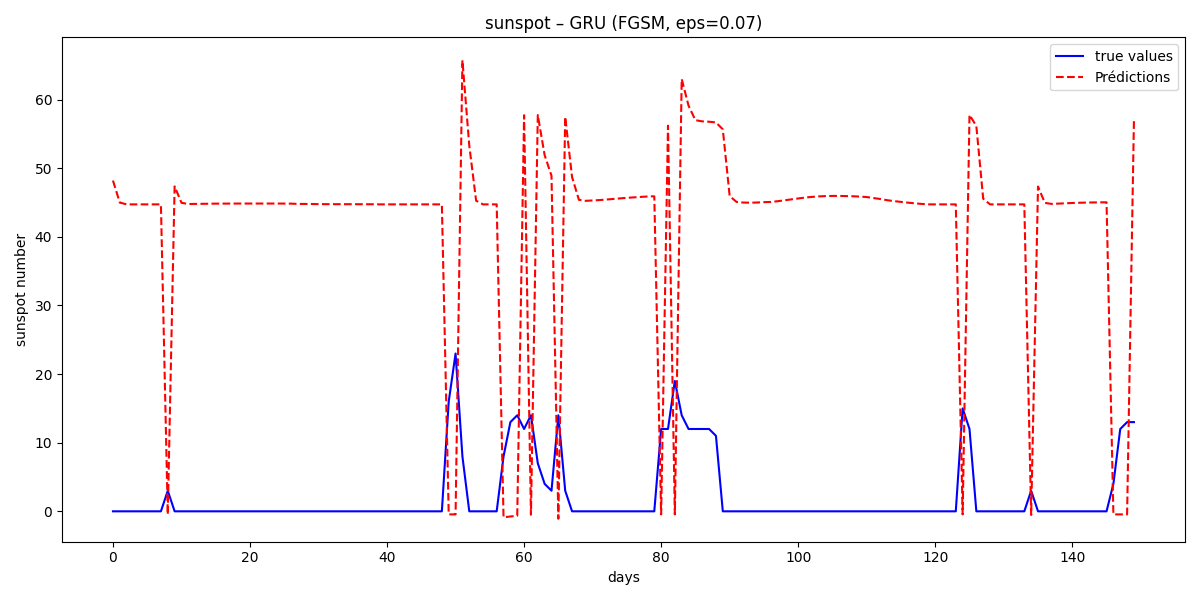 sunspot – GRU (FGSM, eps=0.07)
true values
Prédictions
sunspot number
60
50
40
30
20
10
0
0 20 40 60 80 100 120 140
days